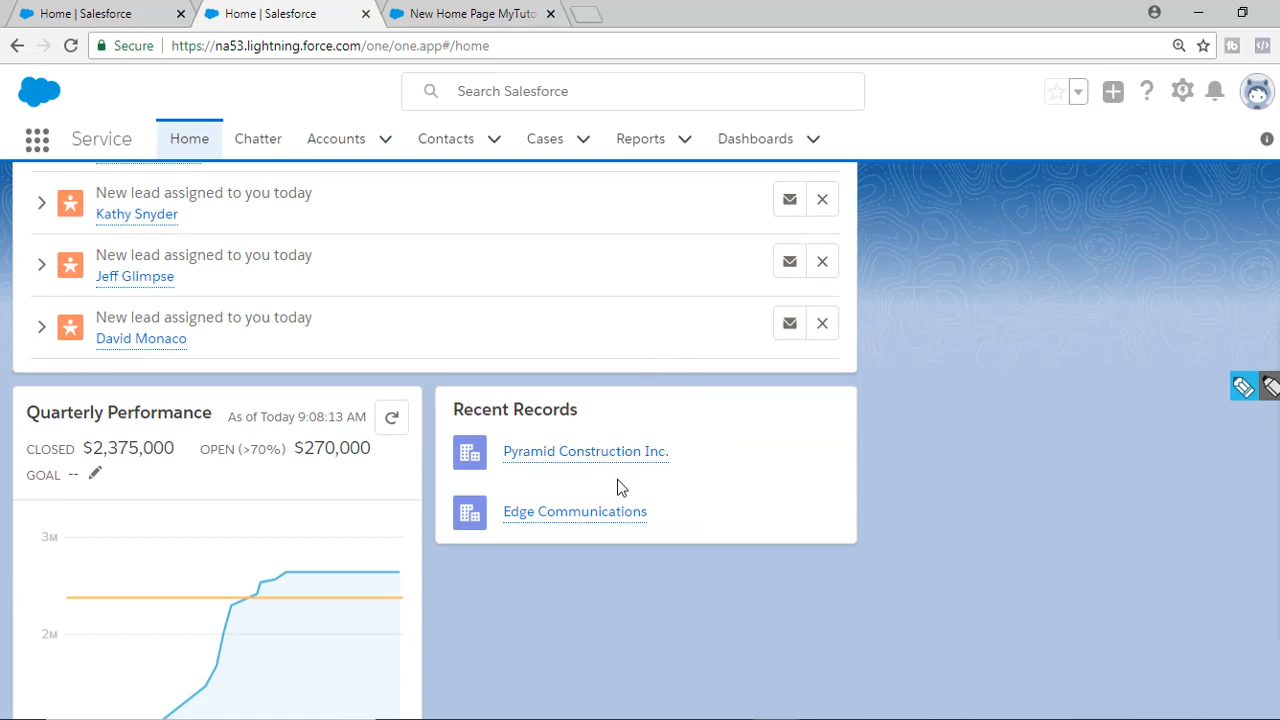 Home | Salesforce
Home | Salesforce
New Home Page MyTuto
Secure
https://na53.lightning.force.com/one/one.app#/home
Search Salesforce
Service
Home
Chatter
Accounts
Contacts
Cases
Reports
Dashboards
New lead assigned to you today
Kathy Snyder
New lead assigned to you today
Jeff Glimpse
New lead assigned to you today
David Monaco
Quarterly Performance
As of Today 9:08:13 AM
CLOSED $2,375,000
OPEN (>70%) $270,000
GOAL --
3M
2M
Recent Records
Pyramid Construction Inc.
Edge Communications